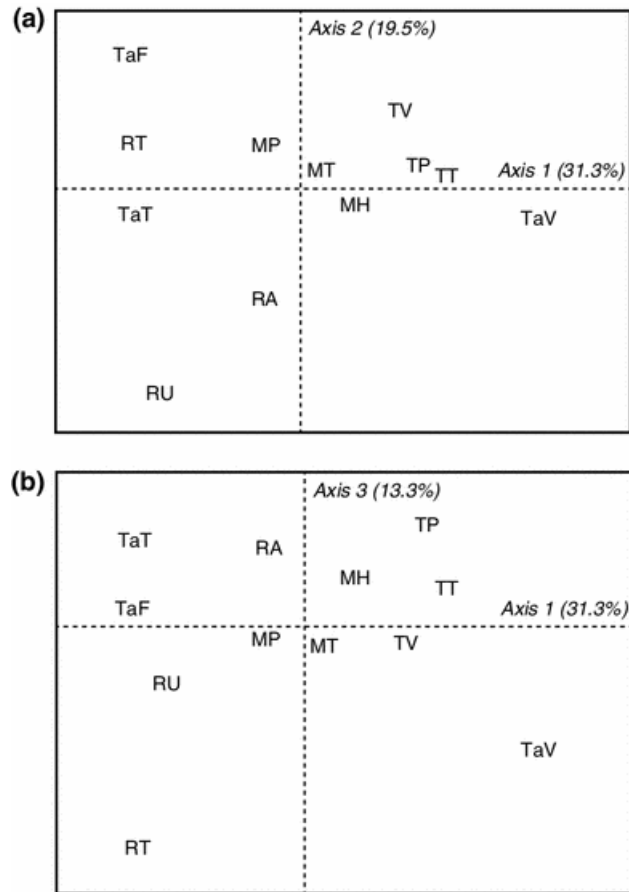 (a)
Axis 2 (19.5%)
TaF
TV
RT
MP
MT
TP
TT
Axis 1 (31.3%)
TaT
MH
TaV
RA
RU
(b)
Axis 3 (13.3%)
TP
TaT
RA
MH
TT
TaF
Axis 1 (31.3%)
MP
MT
TV
RU
TaV
RT